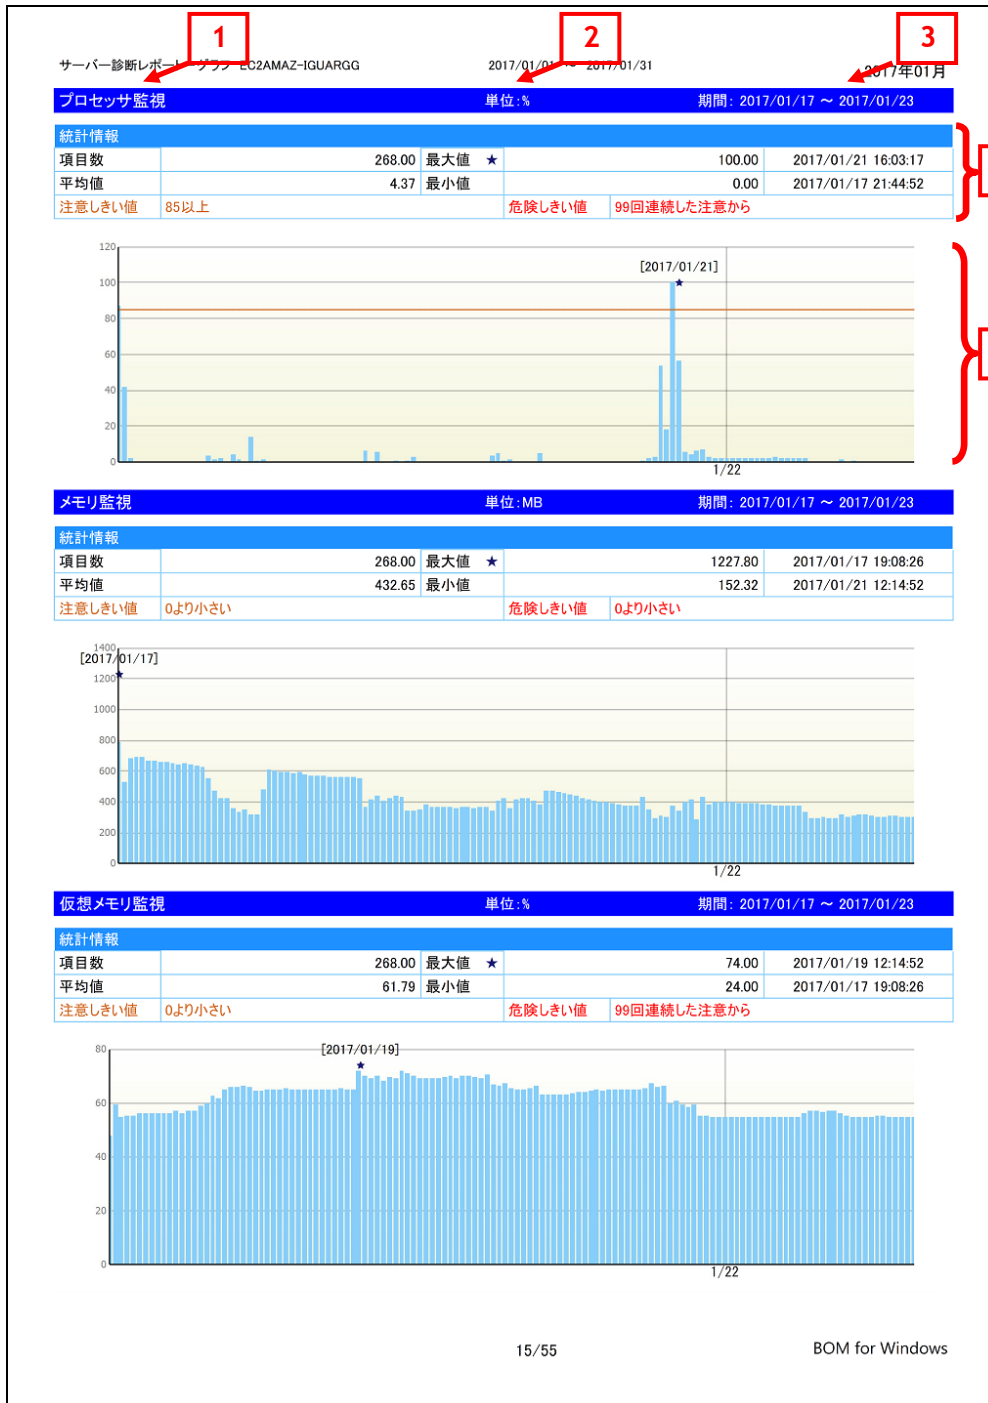 1 2 3
サーバー診断レポート グラフ EC2AMAZ-IGUARGG 2017/01/01 ～ 2017/01/31 2017年01月
プロセッサ監視 単位:% 期間: 2017/01/17 ～ 2017/01/23
統計情報
項目数 268.00 最大値 ★ 100.00 2017/01/21 16:03:17
平均値 4.37 最小値 0.00 2017/01/17 21:44:52
注意しきい値 85以上 危険しきい値 99回連続した注意から
120
[2017/01/21]
100
80
60
40
20
0
1/22
メモリ監視 単位:MB 期間: 2017/01/17 ～ 2017/01/23
統計情報
項目数 268.00 最大値 ★ 1227.80 2017/01/17 19:08:26
平均値 432.65 最小値 152.32 2017/01/21 12:14:52
注意しきい値 0より小さい 危険しきい値 0より小さい
1400
[2017/01/17]
1200
1000
800
600
400
200
0
1/22
仮想メモリ監視 単位:% 期間: 2017/01/17 ～ 2017/01/23
統計情報
項目数 268.00 最大値 ★ 74.00 2017/01/19 12:14:52
平均値 61.79 最小値 24.00 2017/01/17 19:08:26
注意しきい値 0より小さい 危険しきい値 99回連続した注意から
80 [2017/01/19]
60
40
20
0
1/22
15/55 BOM for Windows